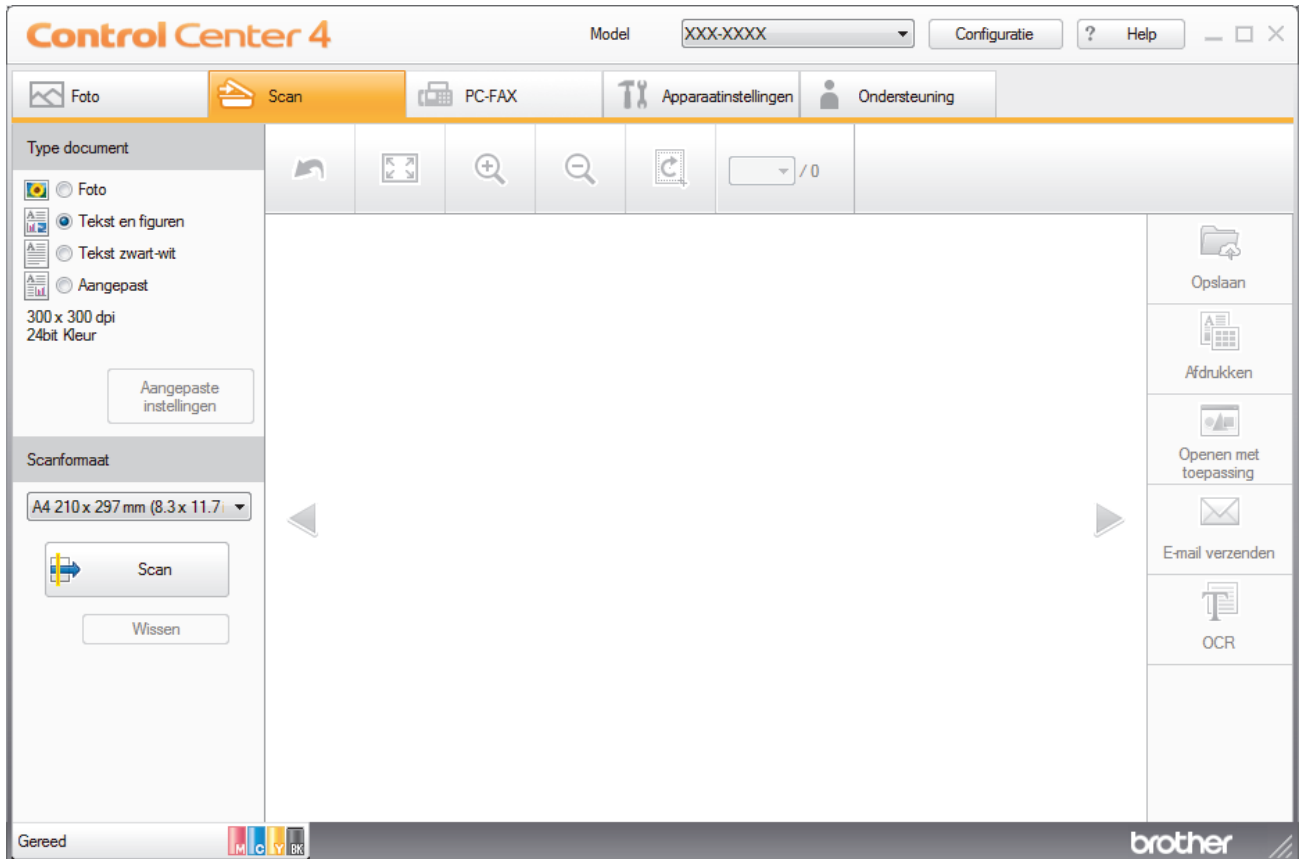 Control Center 4
Model
XXX-XXXX
Configuratie
? Help
Foto
Scan
PC-FAX
Apparaatinstellingen
Ondersteuning
Type document
/ 0
Foto
Tekst en figuren
Tekst zwart-wit
Aangepast
300 x 300 dpi
24bit Kleur
Aangepaste
instellingen
Scanformaat
A4 210 x 297 mm (8.3 x 11.7
Scan
Wissen
Opslaan
Afdrukken
Openen met
toepassing
E-mail verzenden
OCR
Gereed
M C Y BK
brother